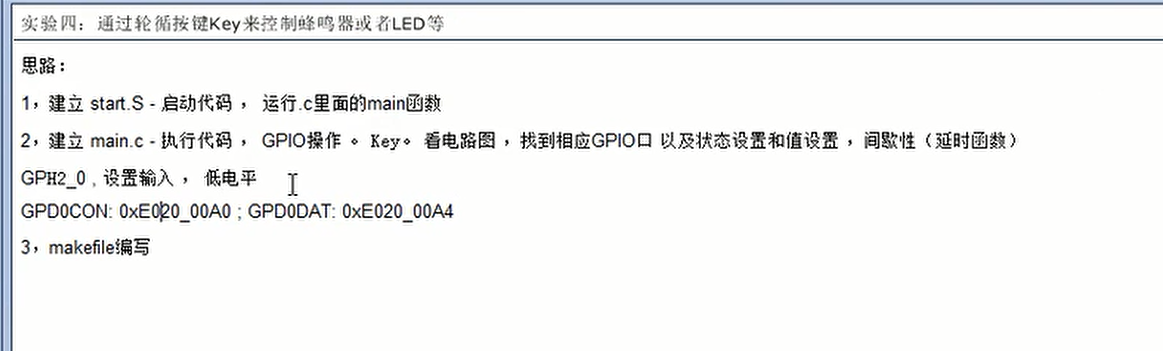 实验四：通过轮循按键Key来控制蜂鸣器或者LED等
思路：
1，建立 start.S - 启动代码 ， 运行.c里面的main函数
2，建立 main.c - 执行代码 ， GPIO操作 。 Key。 看电路图 ，找到相应GPIO口 以及状态设置和值设置 ，间歇性（延时函数）
GPH2_0 , 设置输入 ， 低电平
GPD0CON: 0xE020_00A0 ; GPD0DAT: 0xE020_00A4
3，makefile编写